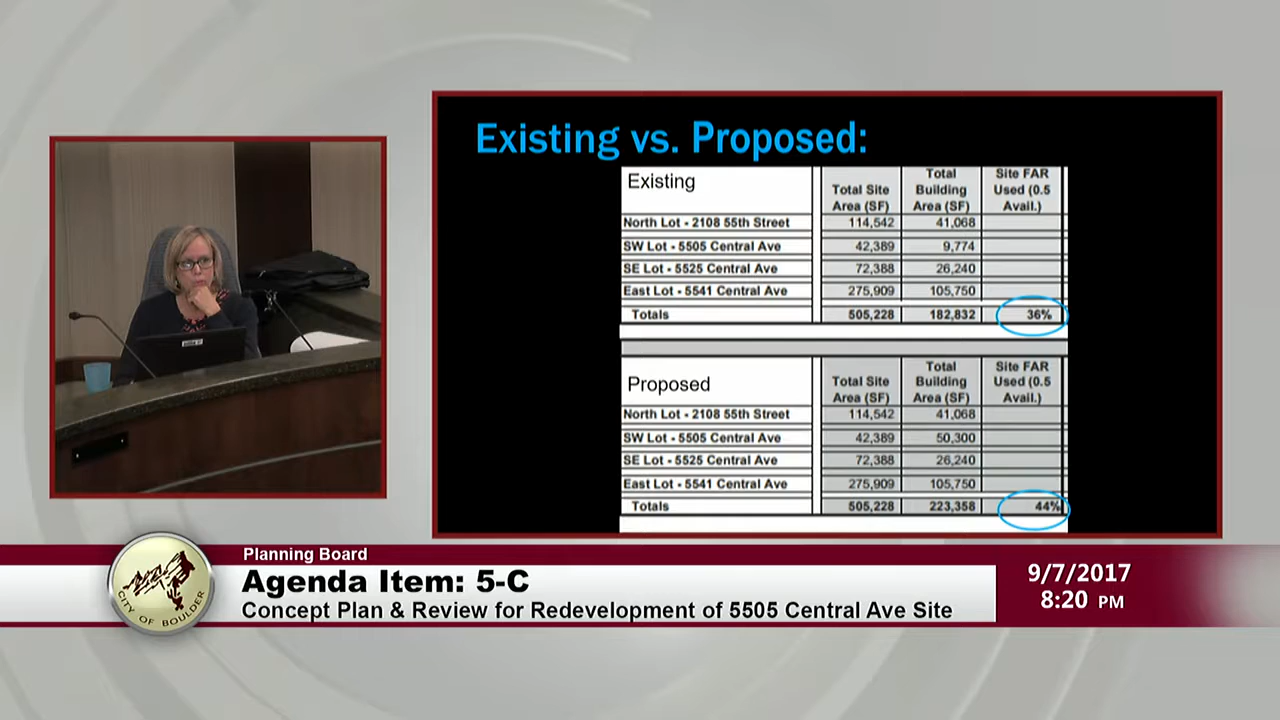 Existing vs. Proposed:
Existing
Total Site Area (SF)
Total Building Area (SF)
Site FAR Used (0.5 Avail.)
North Lot - 2108 55th Street 114,542 41,068
SW Lot - 5505 Central Ave 42,389 9,774
SE Lot - 5525 Central Ave 72,388 26,240
East Lot - 5541 Central Ave 275,909 105,750
Totals 505,228 182,832 36%
Proposed
Total Site Area (SF)
Total Building Area (SF)
Site FAR Used (0.5 Avail.)
North Lot - 2108 55th Street 114,542 41,068
SW Lot - 5505 Central Ave 42,389 50,300
SE Lot - 5525 Central Ave 72,388 26,240
East Lot - 5541 Central Ave 275,909 105,750
Totals 505,228 223,358 44%
Planning Board
Agenda Item: 5-C
Concept Plan & Review for Redevelopment of 5505 Central Ave Site
9/7/2017
8:20 PM
CITY OF BOULDER